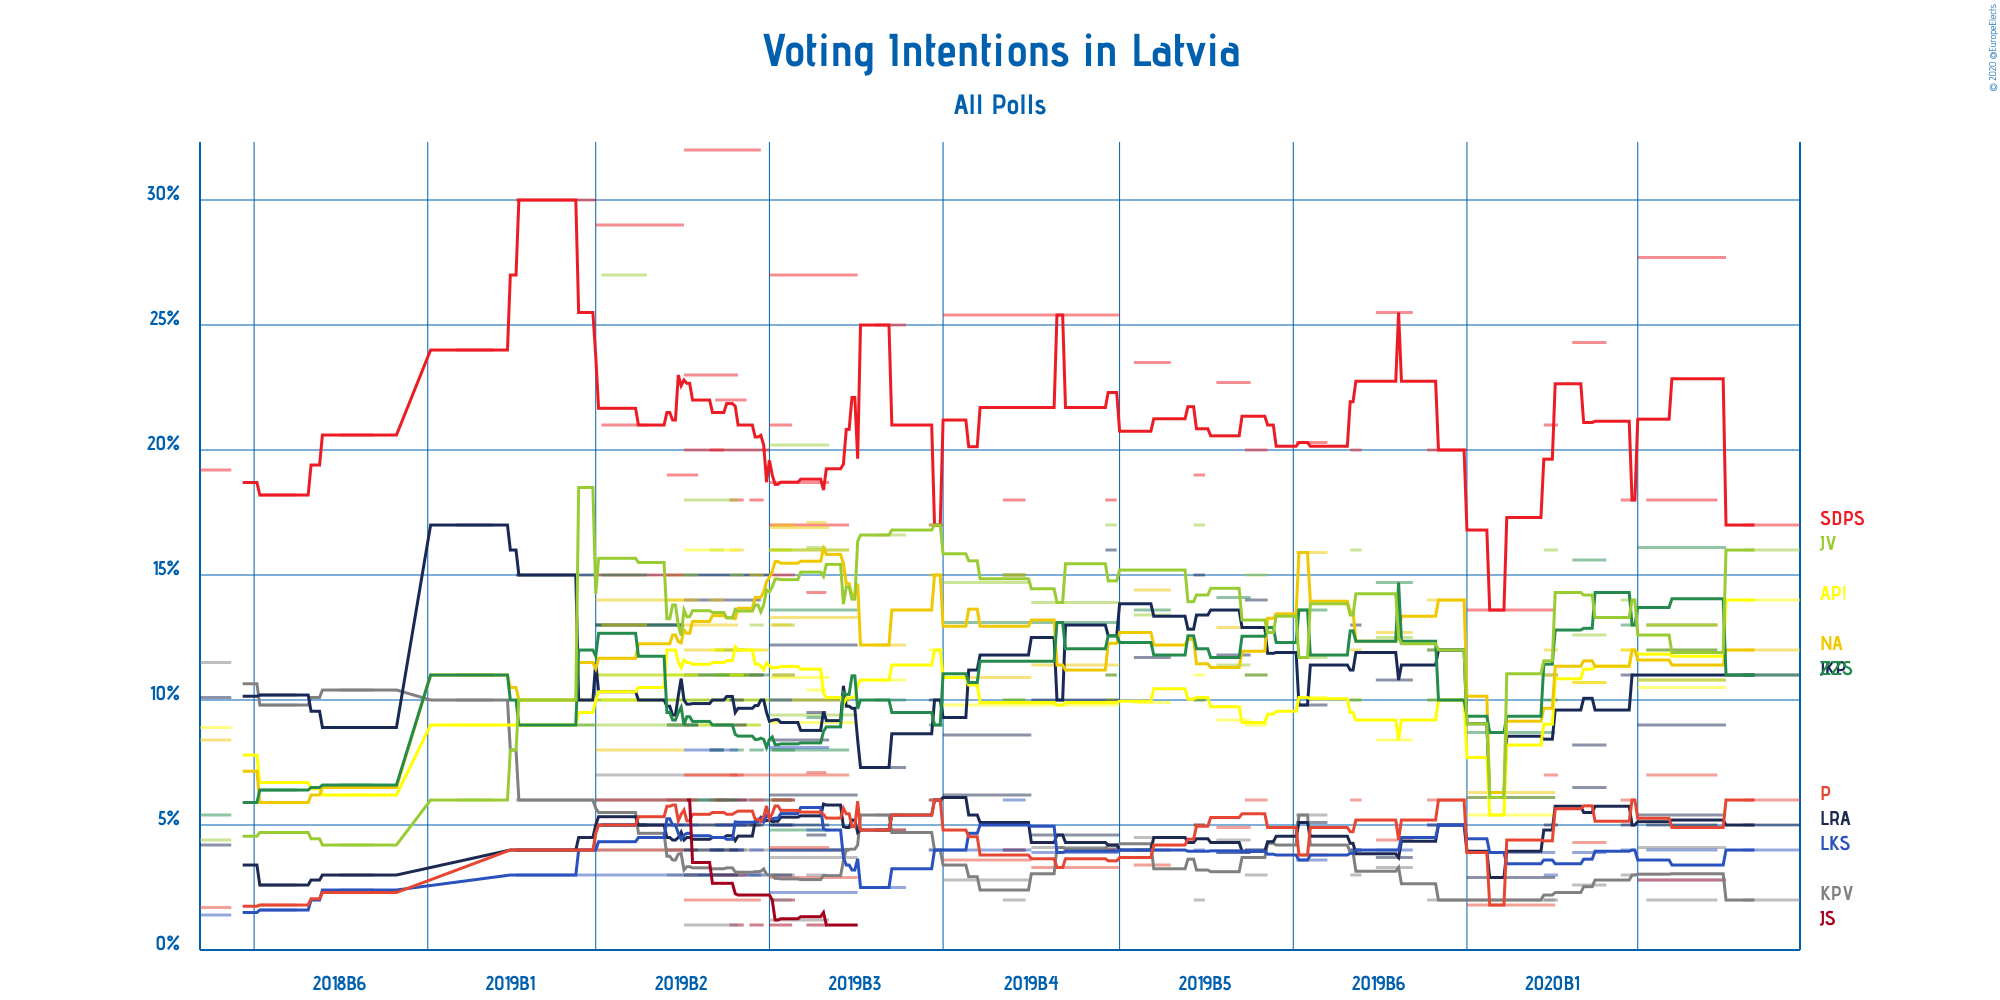 © 2020 @EuropeElects
Voting Intentions in Latvia
All Polls
30%
25%
20%
15%
10%
5%
0%
SDPS
JV
API
NA
P
LRA
LKS
KPV
JS
2018B6
2019B1
2019B2
2019B3
2019B4
2019B5
2019B6
2020B1